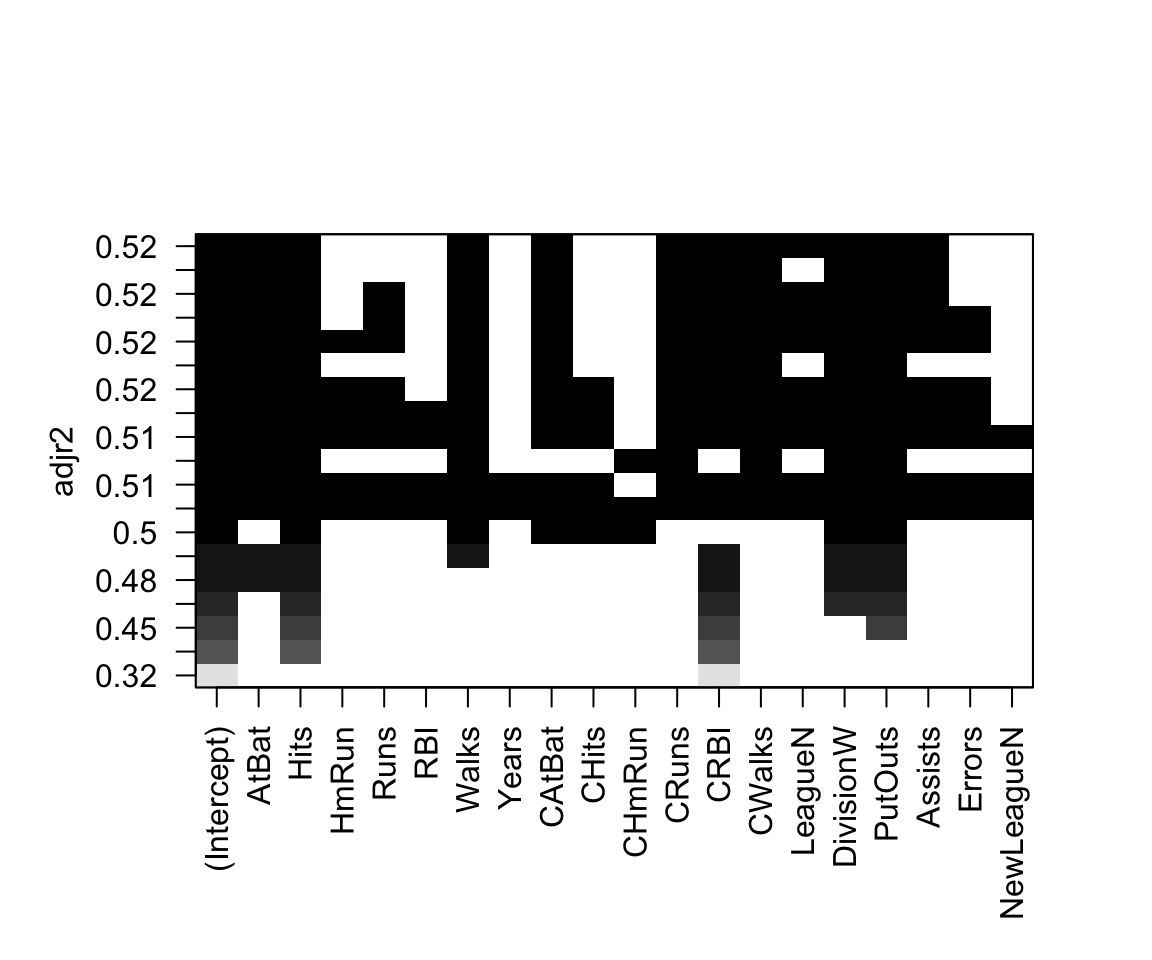 0.52
0.52
0.52
0.52
0.51
0.51
0.5
0.48
0.45
0.32
adjr2
(Intercept)
AtBat
Hits
HmRun
Runs
RBI
Walks
Years
CAtBat
CHits
CHmRun
CRuns
CRBI
CWalks
LeagueN
DivisionW
PutOuts
Assists
Errors
NewLeagueN